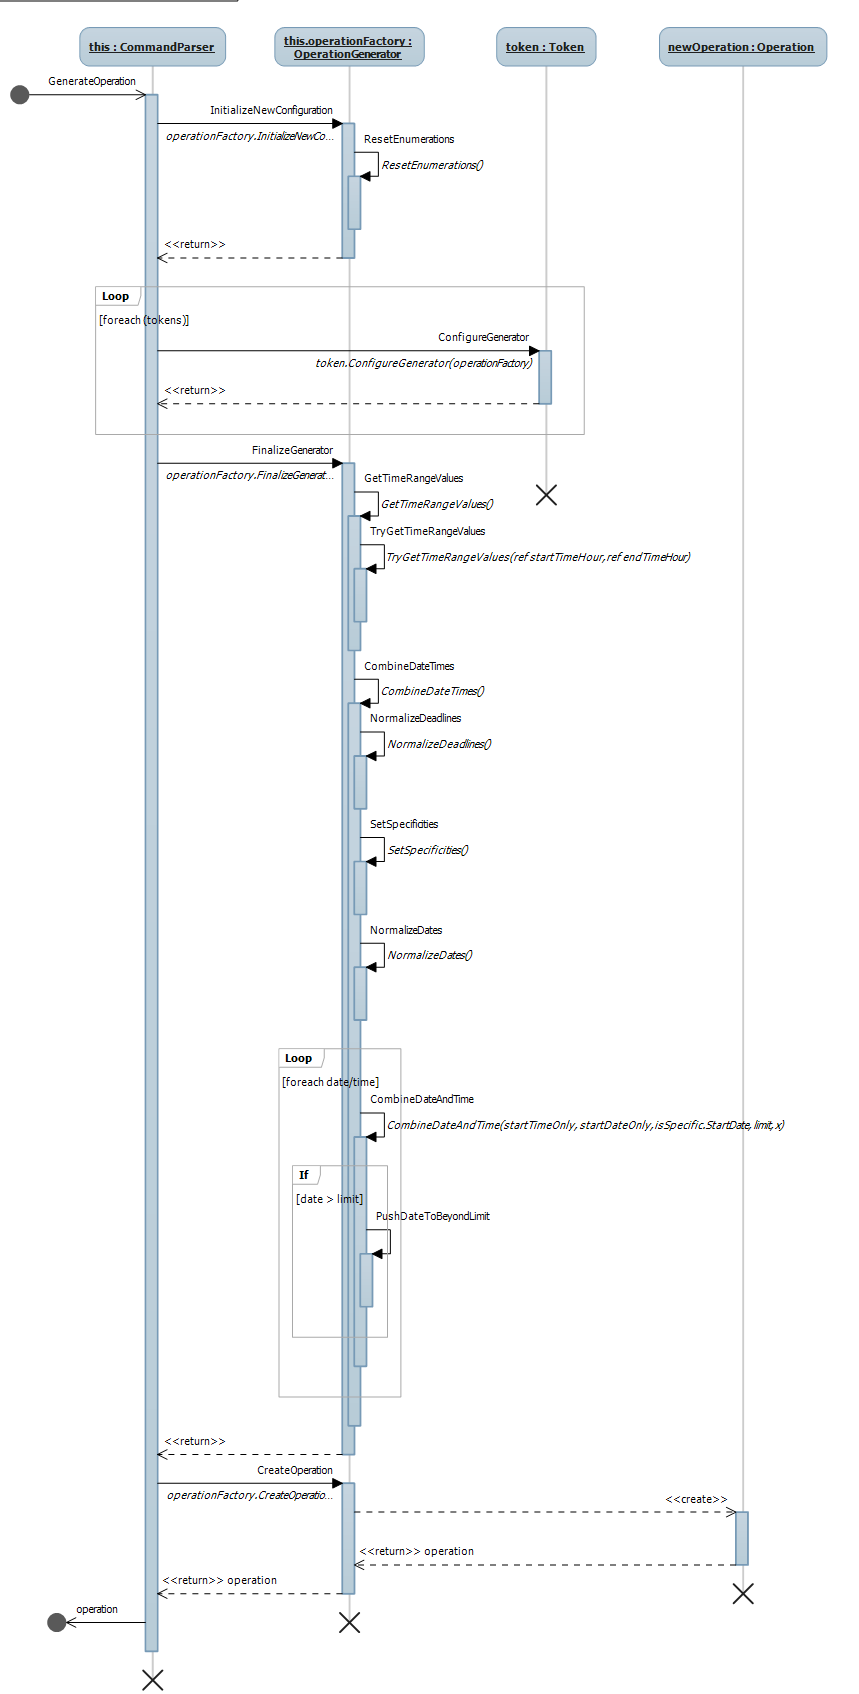 this : CommandParser
this.operationFactory :
OperationGenerator
token : Token
newOperation : Operation
GenerateOperation
InitializeNewConfiguration
operationFactory.InitializeNewCo...
ResetEnumerations
ResetEnumerations()
<<return>>
Loop
[foreach (tokens)]
ConfigureGenerator
token.ConfigureGenerator(operationFactory)
<<return>>
FinalizeGenerator
operationFactory.FinalizeGenerat...
GetTimeRangeValues
GetTimeRangeValues()
TryGetTimeRangeValues
TryGetTimeRangeValues(ref startTimeHour, ref endTimeHour)
CombineDateTimes
CombineDateTimes()
NormalizeDeadlines
NormalizeDeadlines()
SetSpecificities
SetSpecificities()
NormalizeDates
NormalizeDates()
Loop
[foreach date/time]
CombineDateAndTime
CombineDateAndTime(startTimeOnly, startDateOnly, isSpecific.StartDate, limit, x)
If
[date > limit]
PushDateToBeyondLimit
<<return>>
CreateOperation
operationFactory.CreateOperatio...
<<create>>
<<return>> operation
<<return>> operation
operation